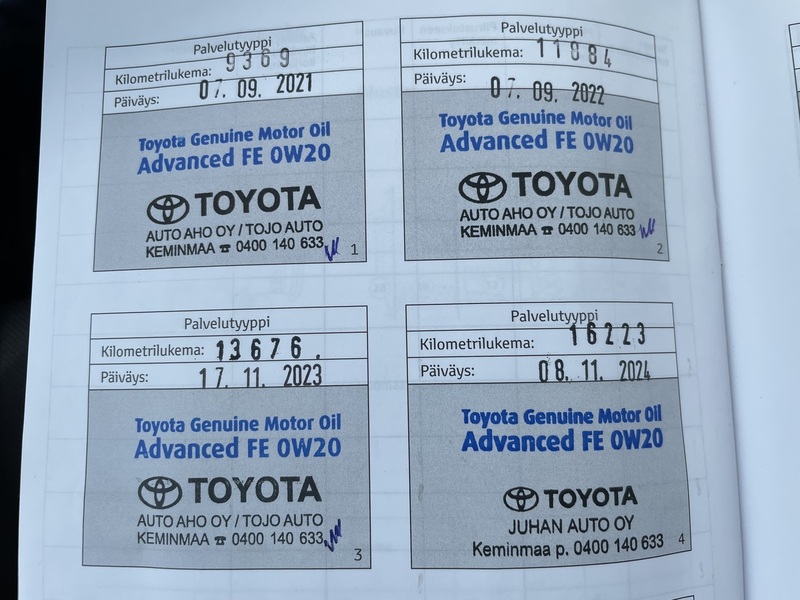 Palvelutyyppi
Kilometrilukema: 9369
Päiväys: 07. 09. 2021
Toyota Genuine Motor Oil
Advanced FE 0W20
TOYOTA
AUTO AHO OY / TOJO AUTO
KEMINMAA ☎ 0400 140 633
1
Palvelutyyppi
Kilometrilukema: 11984
Päiväys: 07. 09. 2022
Toyota Genuine Motor Oil
Advanced FE 0W20
TOYOTA
AUTO AHO OY / TOJO AUTO
KEMINMAA ☎ 0400 140 633
2
Palvelutyyppi
Kilometrilukema: 13676.
Päiväys: 17. 11. 2023
Toyota Genuine Motor Oil
Advanced FE 0W20
TOYOTA
AUTO AHO OY / TOJO AUTO
KEMINMAA ☎ 0400 140 633
3
Palvelutyyppi
Kilometrilukema: 16223
Päiväys: 08. 11. 2024
Toyota Genuine Motor Oil
Advanced FE 0W20
TOYOTA
JUHAN AUTO OY
Keminmaa p. 0400 140 633
4